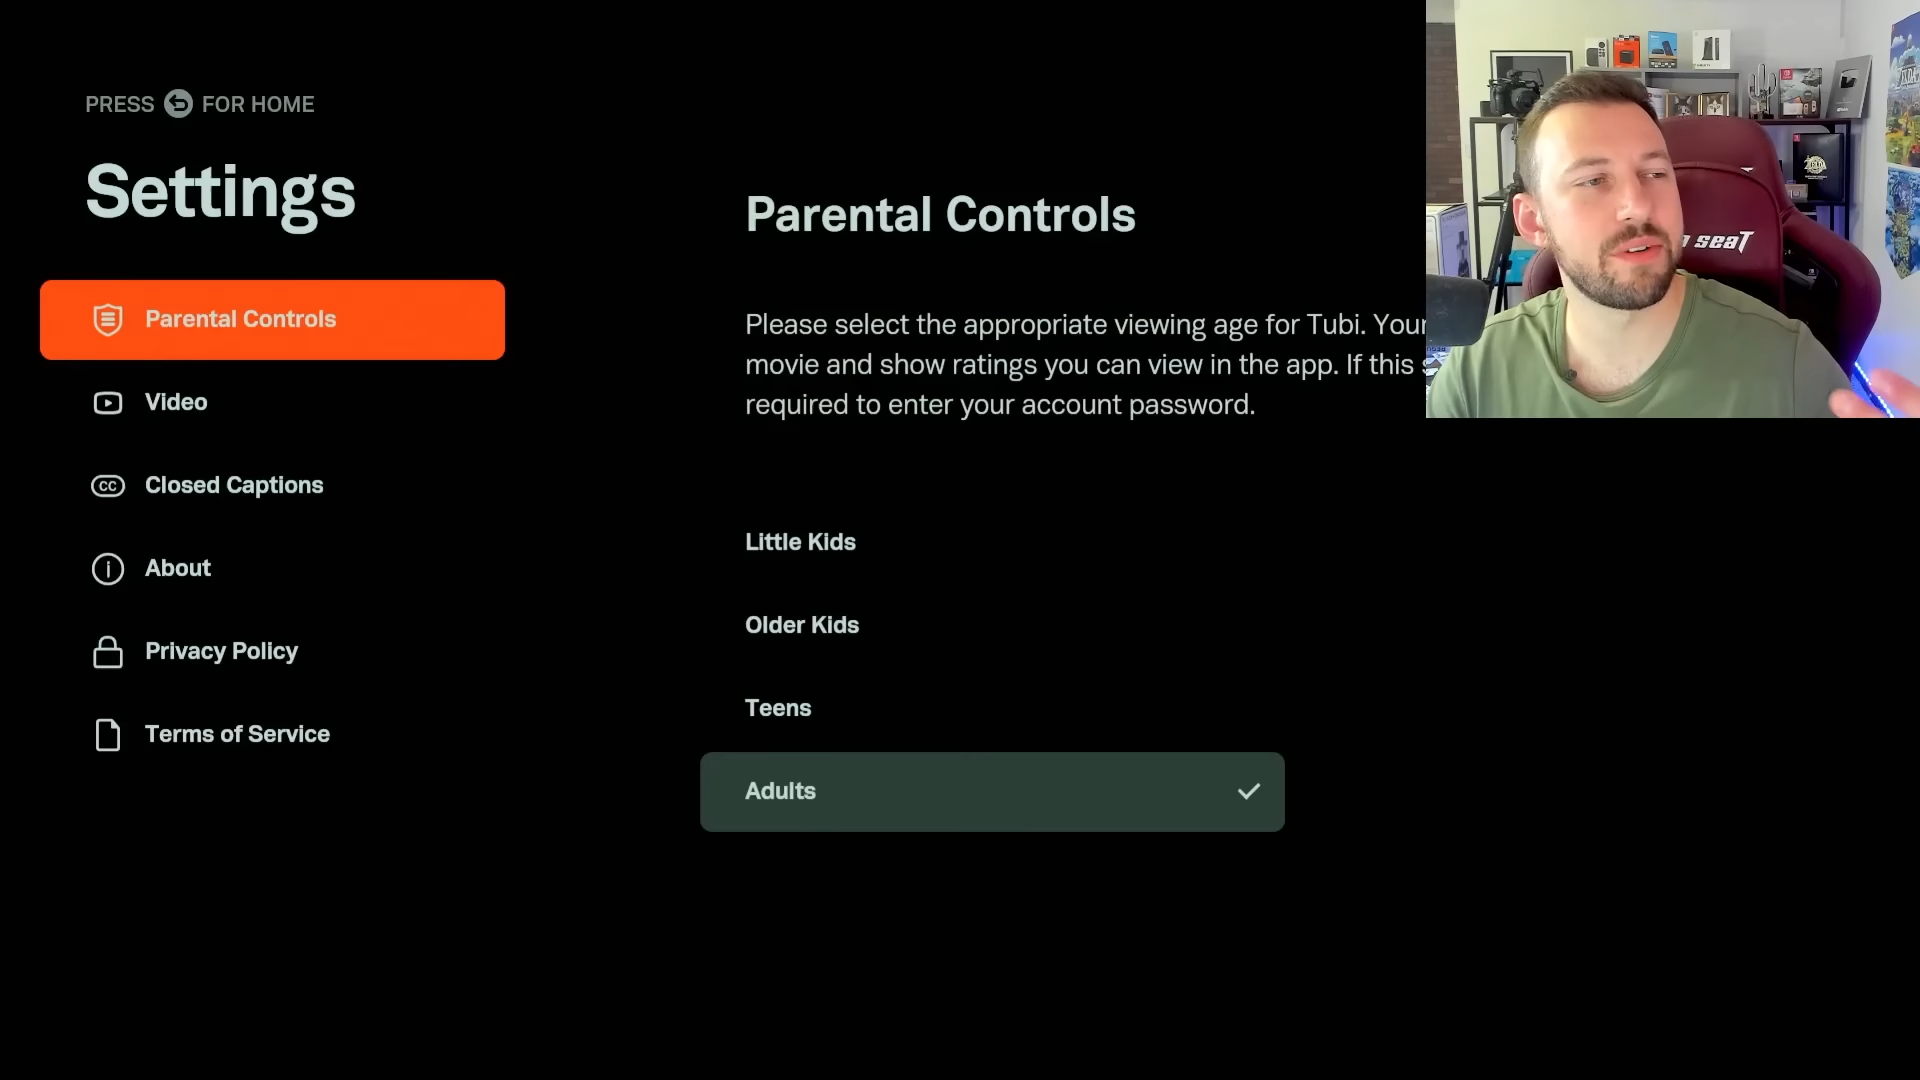 PRESS FOR HOME
Settings
Parental Controls
Video
Closed Captions
About
Privacy Policy
Terms of Service
Parental Controls
Please select the appropriate viewing age for Tubi. Your
movie and show ratings you can view in the app. If this
required to enter your account password.
Little Kids
Older Kids
Teens
Adults
seaT